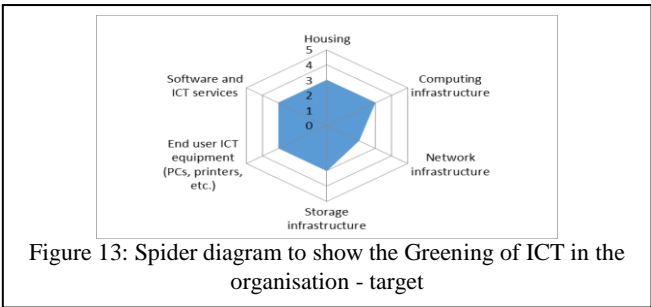 Housing
5
4
3
2
1
0
Software and
ICT services
Computing
infrastructure
End user ICT
equipment
(PCs, printers,
etc.)
Network
infrastructure
Storage
infrastructure
Figure 13: Spider diagram to show the Greening of ICT in the
organisation - target